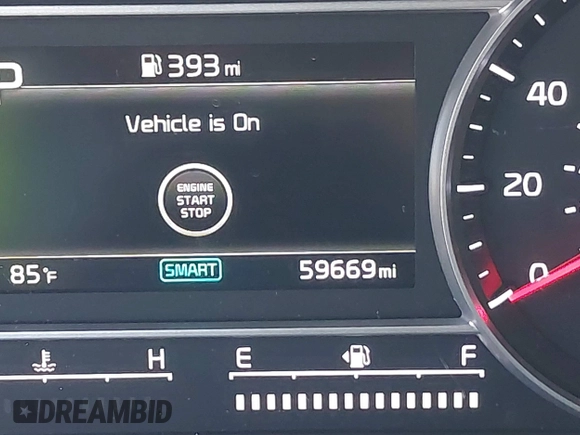 393 mi
Vehicle is On
ENGINE
START
STOP
85°F SMART 59669 mi
40
20
0
H E F
DREAMBID